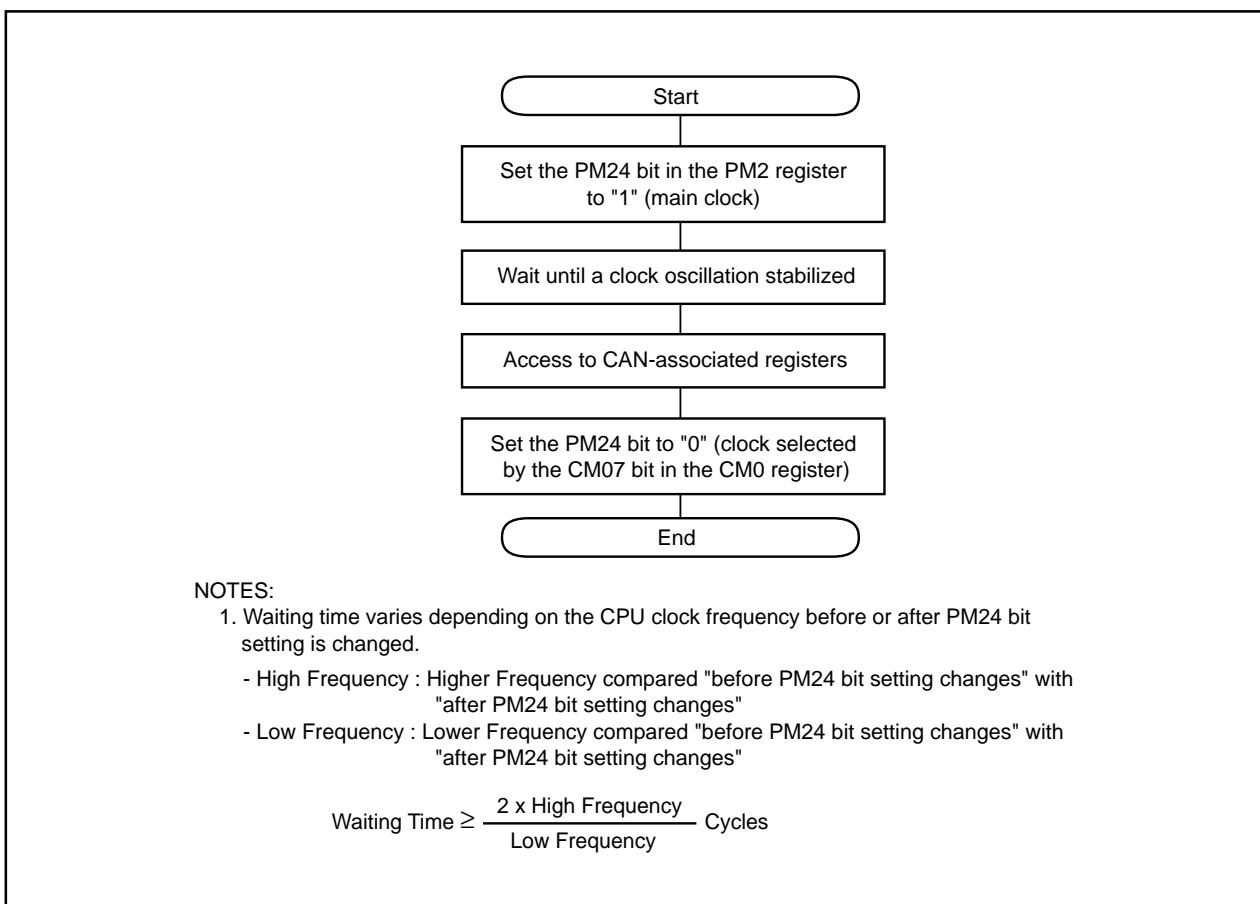 Start
Set the PM24 bit in the PM2 register
to "1" (main clock)
Wait until a clock oscillation stabilized
Access to CAN-associated registers
Set the PM24 bit to "0" (clock selected
by the CM07 bit in the CM0 register)
End
NOTES:
1. Waiting time varies depending on the CPU clock frequency before or after PM24 bit
setting is changed.
- High Frequency : Higher Frequency compared "before PM24 bit setting changes" with
"after PM24 bit setting changes"
- Low Frequency : Lower Frequency compared "before PM24 bit setting changes" with
"after PM24 bit setting changes"
2 x High Frequency
Waiting Time ≥ Cycles
Low Frequency